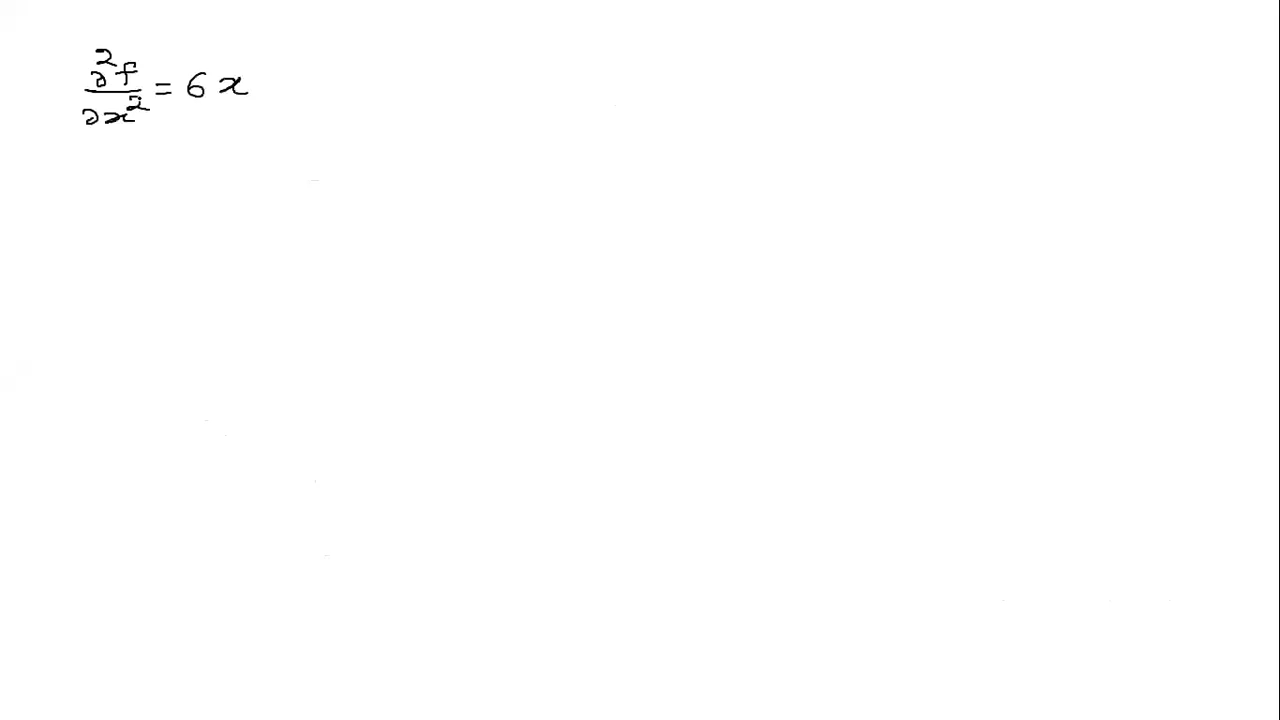 ∂²f/∂x² = 6x